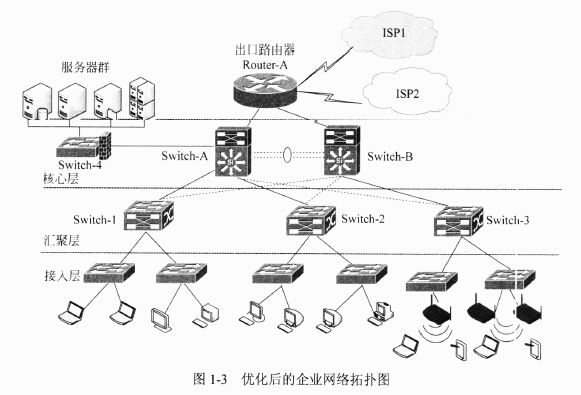 ISP1
出口路由器
Router-A
服务器群
ISP2
Switch-4
Switch-A
Si
Si
Switch-B
核心层
Switch-1
Switch-2
Switch-3
汇聚层
接入层
图 1-3 优化后的企业网络拓扑图